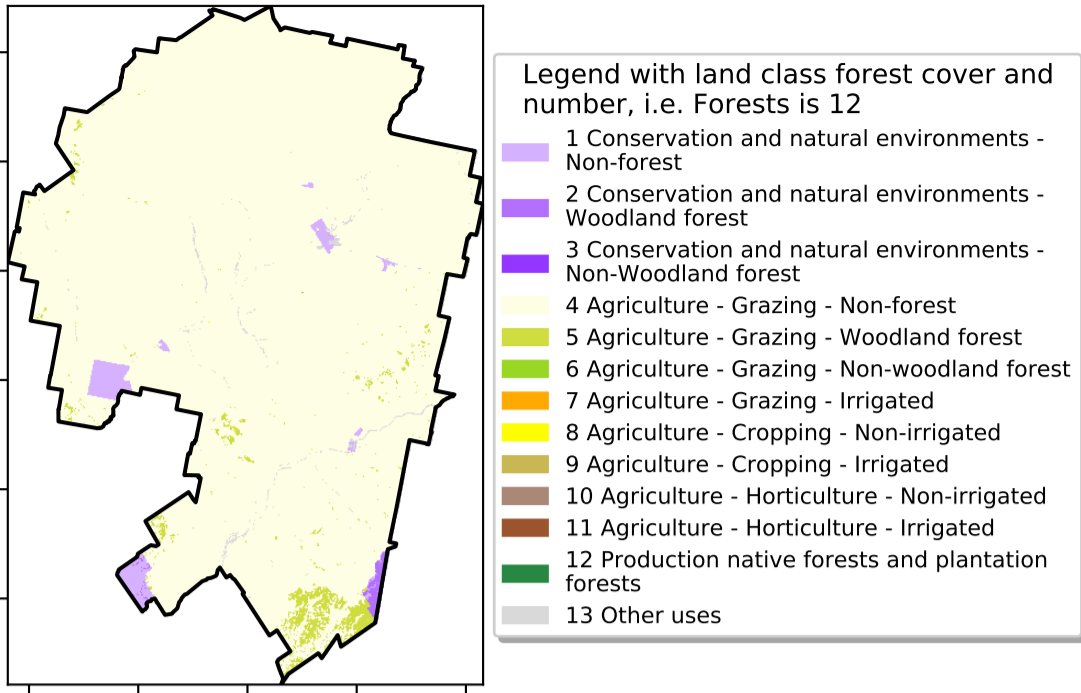 Legend with land class forest cover and
number, i.e. Forests is 12
1 Conservation and natural environments -
Non-forest
2 Conservation and natural environments -
Woodland forest
3 Conservation and natural environments -
Non-Woodland forest
4 Agriculture - Grazing - Non-forest
5 Agriculture - Grazing - Woodland forest
6 Agriculture - Grazing - Non-woodland forest
7 Agriculture - Grazing - Irrigated
8 Agriculture - Cropping - Non-irrigated
9 Agriculture - Cropping - Irrigated
10 Agriculture - Horticulture - Non-irrigated
11 Agriculture - Horticulture - Irrigated
12 Production native forests and plantation
forests
13 Other uses